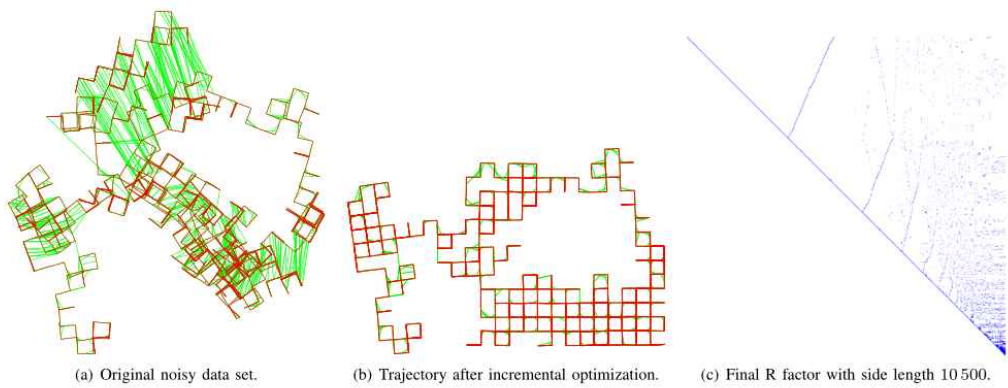 (a) Original noisy data set.
(b) Trajectory after incremental optimization.
(c) Final R factor with side length 10 500.